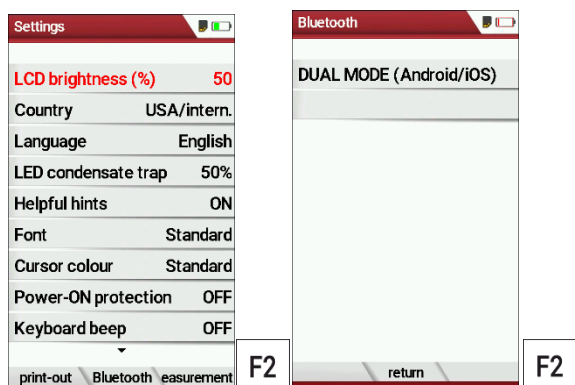 Settings
LCD brightness (%) 50
Country USA/intern.
Language English
LED condensate trap 50%
Helpful hints ON
Font Standard
Cursor colour Standard
Power-ON protection OFF
Keyboard beep OFF
print-out Bluetooth easurement
F2
Bluetooth
DUAL MODE (Android/iOS)
return
F2